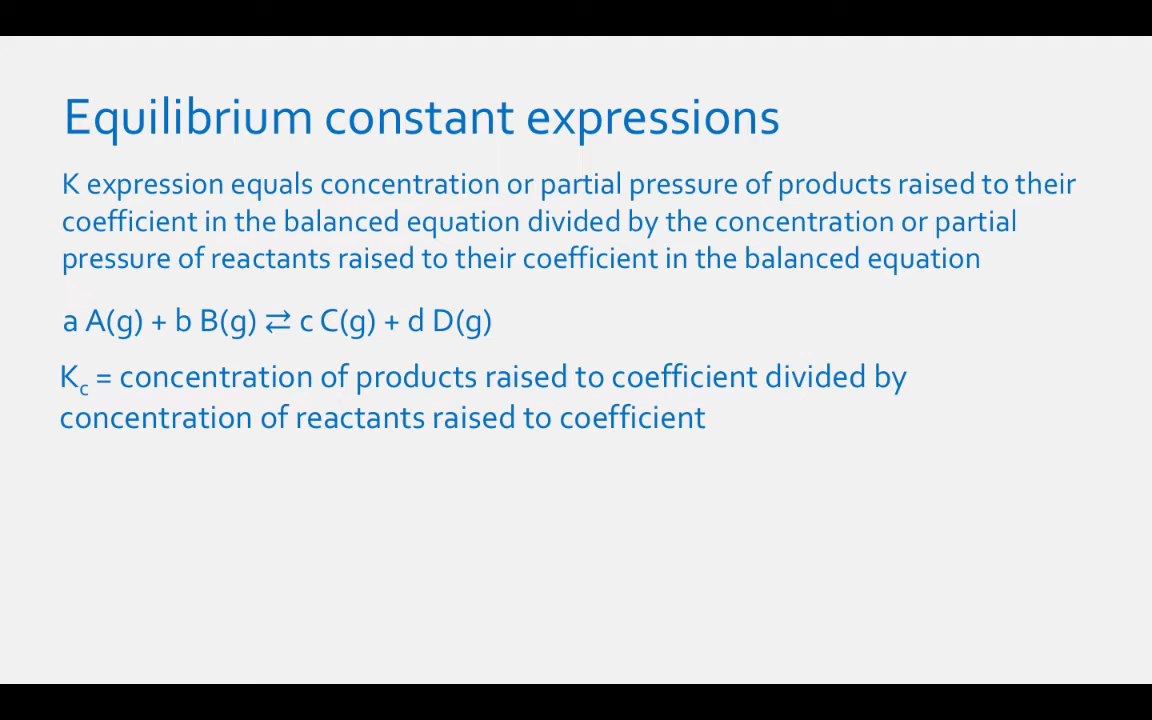 Equilibrium constant expressions
K expression equals concentration or partial pressure of products raised to their
coefficient in the balanced equation divided by the concentration or partial
pressure of reactants raised to their coefficient in the balanced equation
a A(g) + b B(g) ⇄ c C(g) + d D(g)
K_c = concentration of products raised to coefficient divided by
concentration of reactants raised to coefficient